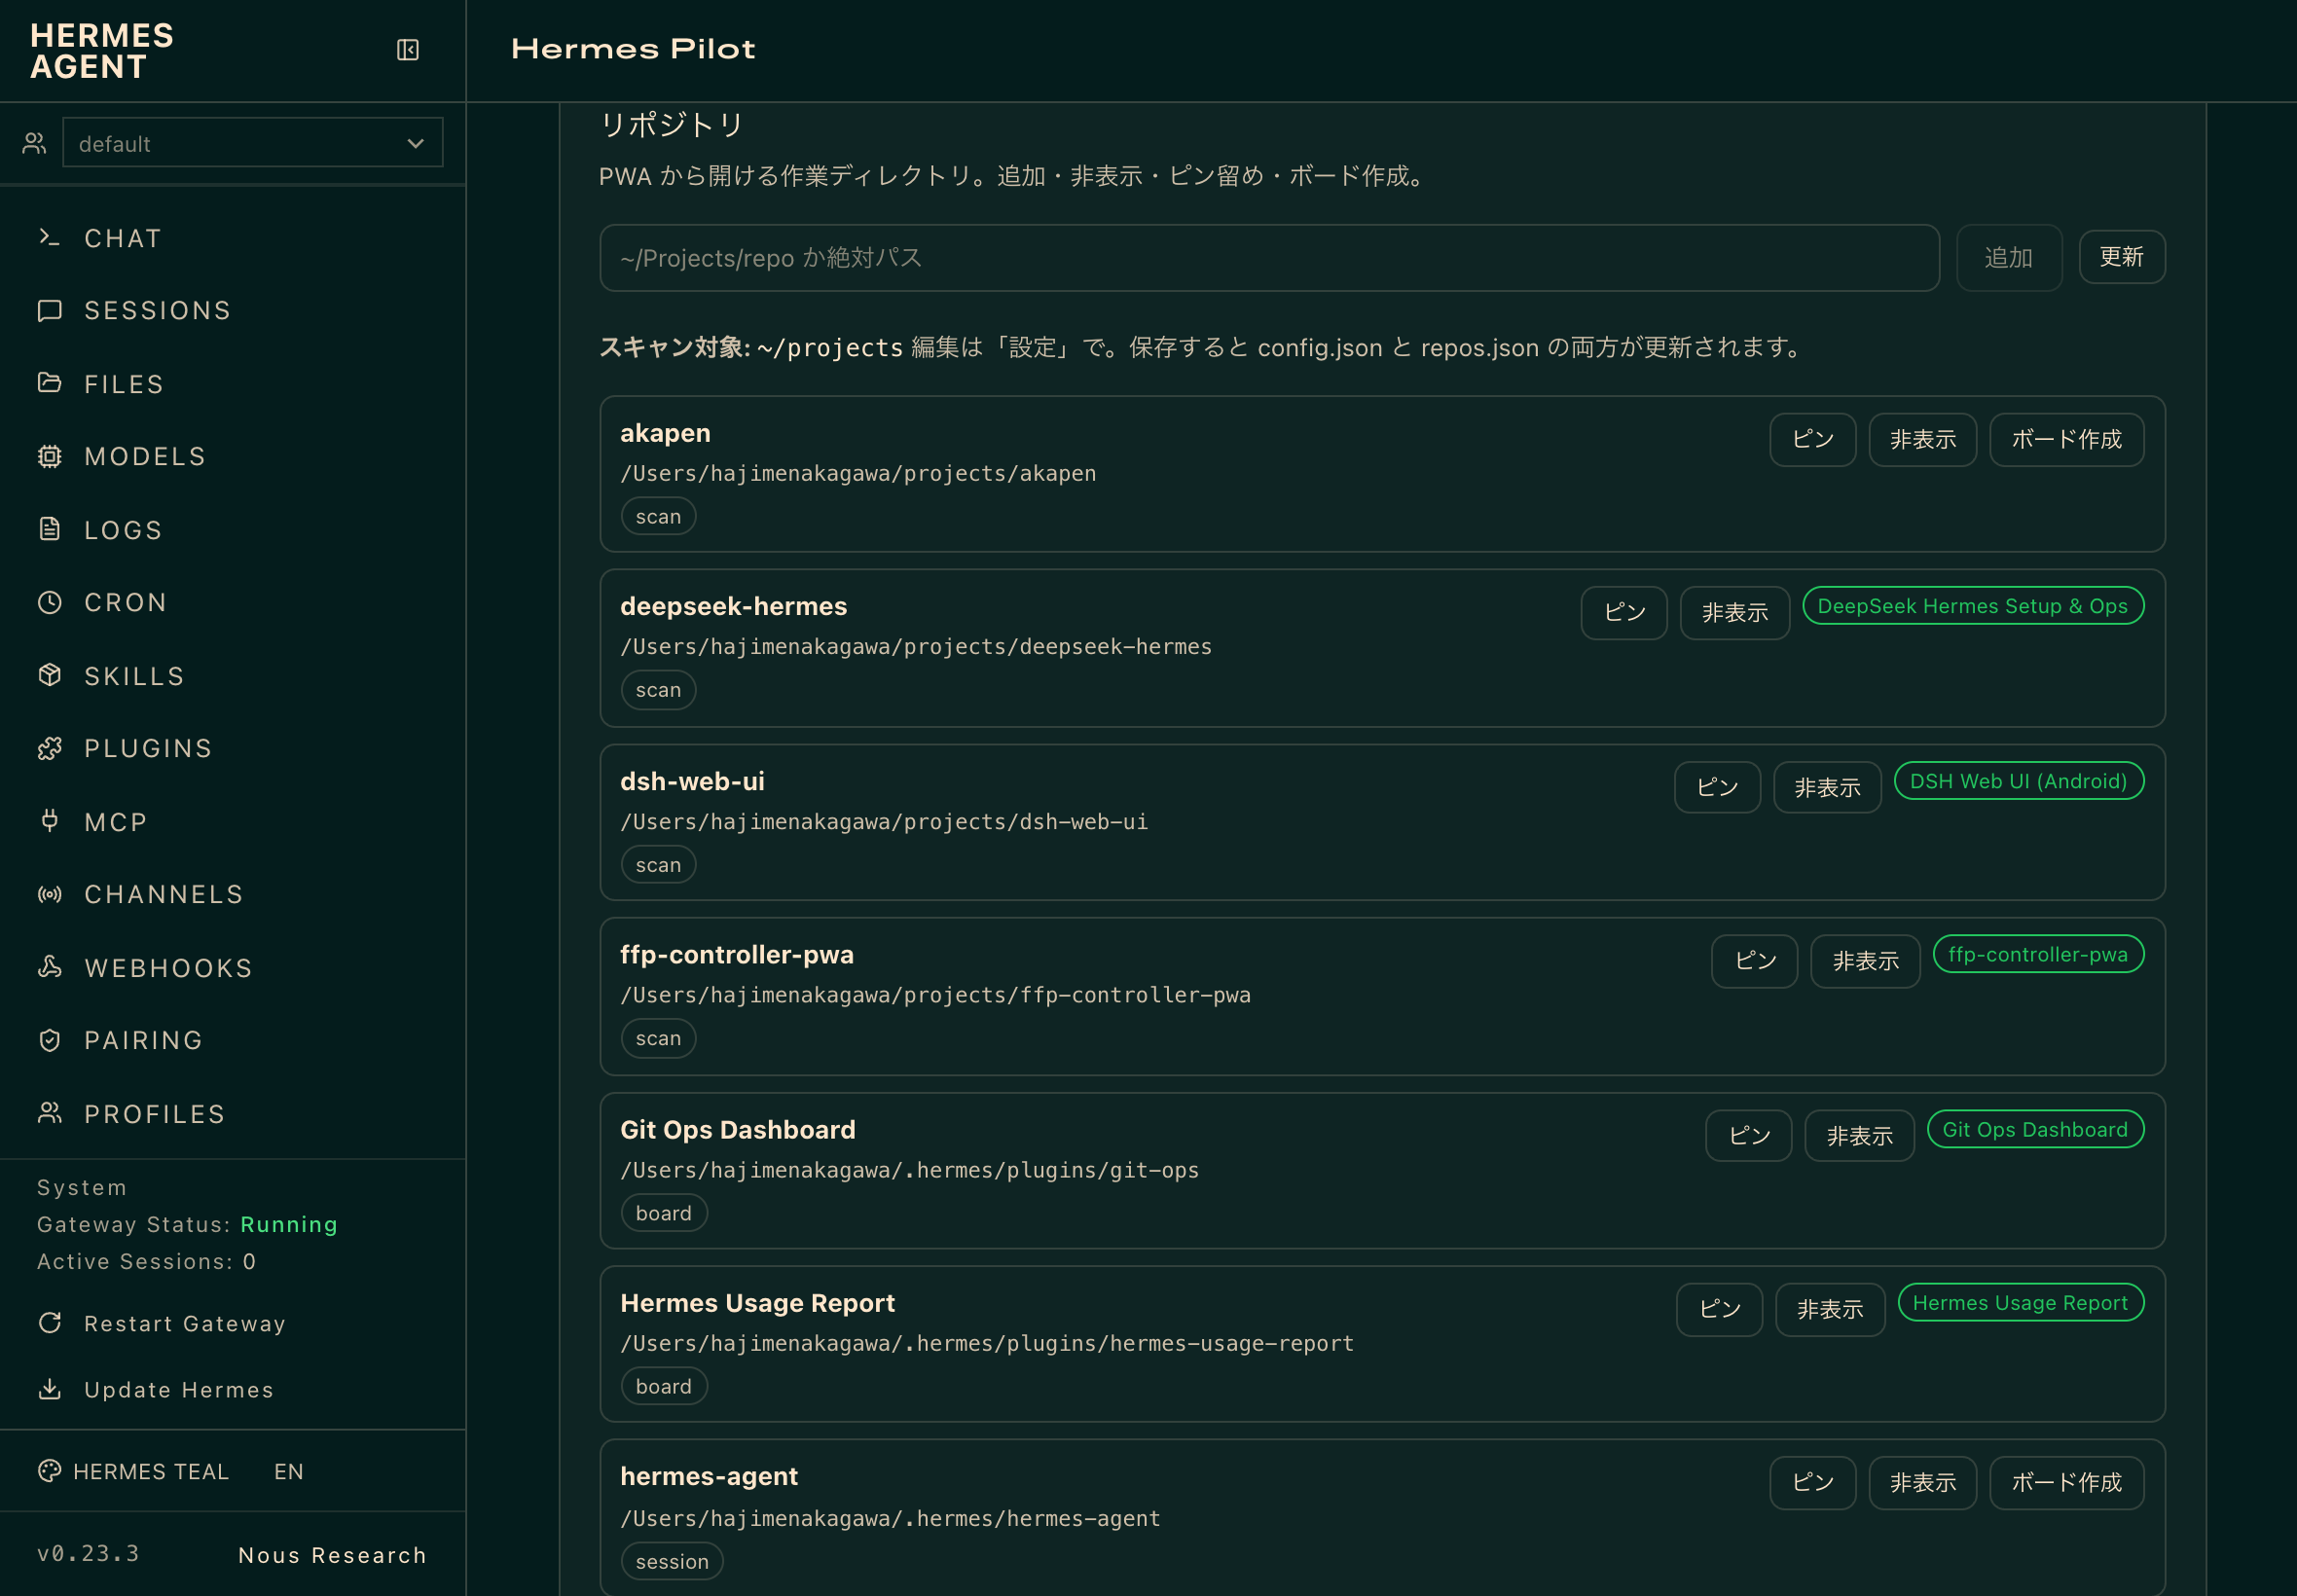 HERMES
AGENT
default
CHAT
SESSIONS
FILES
MODELS
LOGS
CRON
SKILLS
PLUGINS
MCP
CHANNELS
WEBHOOKS
PAIRING
PROFILES
System
Gateway Status: Running
Active Sessions: 0
Restart Gateway
Update Hermes
HERMES TEAL EN
v0.23.3 Nous Research
Hermes Pilot
リポジトリ
PWA から開ける作業ディレクトリ。追加・非表示・ピン留め・ボード作成。
~/Projects/repo か絶対パス 追加 更新
スキャン対象: ~/projects 編集は「設定」で。保存すると config.json と repos.json の両方が更新されます。
akapen ピン 非表示 ボード作成
/Users/hajimenakagawa/projects/akapen
scan
deepseek-hermes ピン 非表示 DeepSeek Hermes Setup & Ops
/Users/hajimenakagawa/projects/deepseek-hermes
scan
dsh-web-ui ピン 非表示 DSH Web UI (Android)
/Users/hajimenakagawa/projects/dsh-web-ui
scan
ffp-controller-pwa ピン 非表示 ffp-controller-pwa
/Users/hajimenakagawa/projects/ffp-controller-pwa
scan
Git Ops Dashboard ピン 非表示 Git Ops Dashboard
/Users/hajimenakagawa/.hermes/plugins/git-ops
board
Hermes Usage Report ピン 非表示 Hermes Usage Report
/Users/hajimenakagawa/.hermes/plugins/hermes-usage-report
board
hermes-agent ピン 非表示 ボード作成
/Users/hajimenakagawa/.hermes/hermes-agent
session